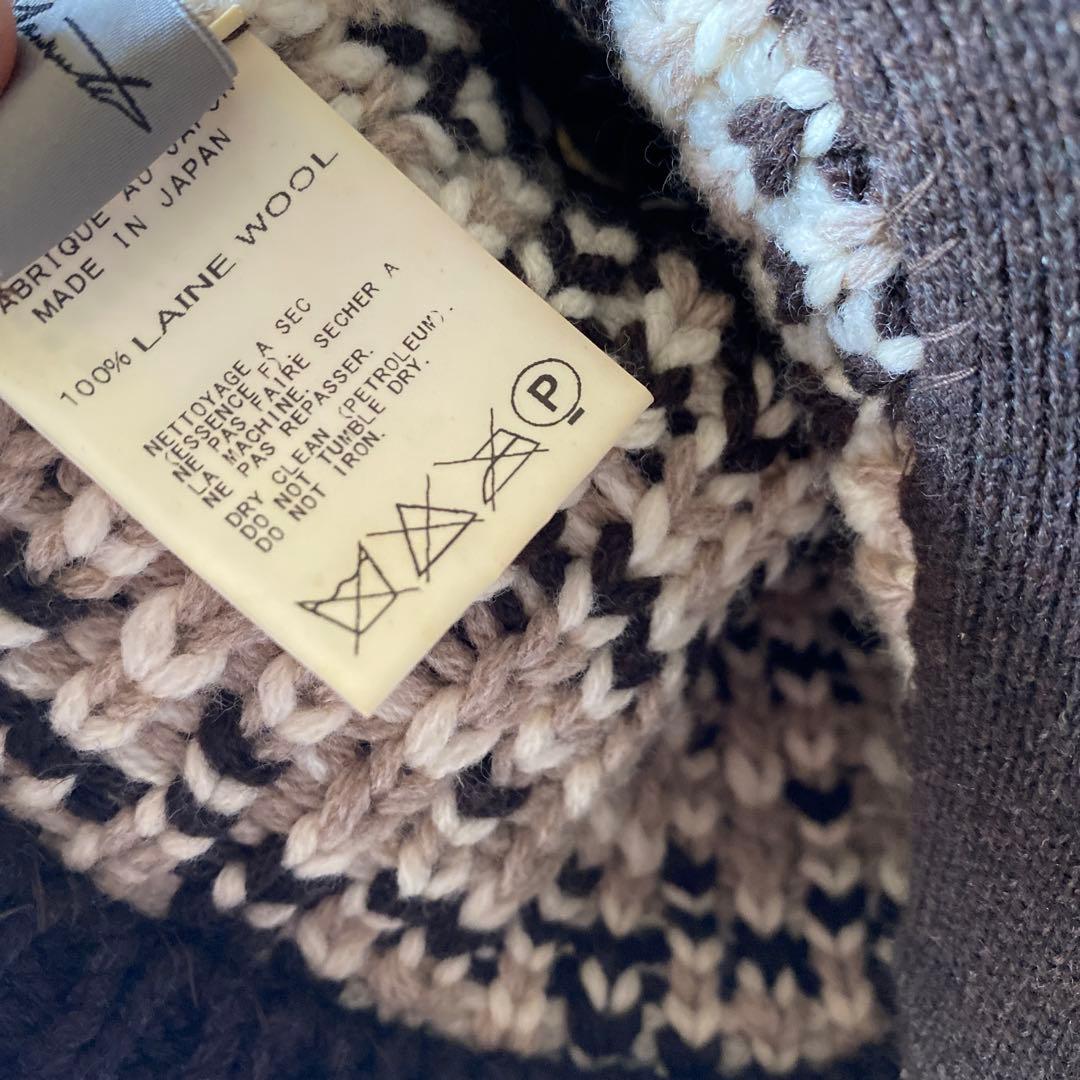 ABRIQUE AU JAPON
MADE IN JAPAN
100% LAINE WOOL
NETTOYAGE A SEC
(ESSENCE F)
NE PAS FAIRE SECHER A
LA MACHINE.
NE PAS REPASSER.
DRY CLEAN (PETROLEUM).
DO NOT TUMBLE DRY.
DO NOT IRON.
P